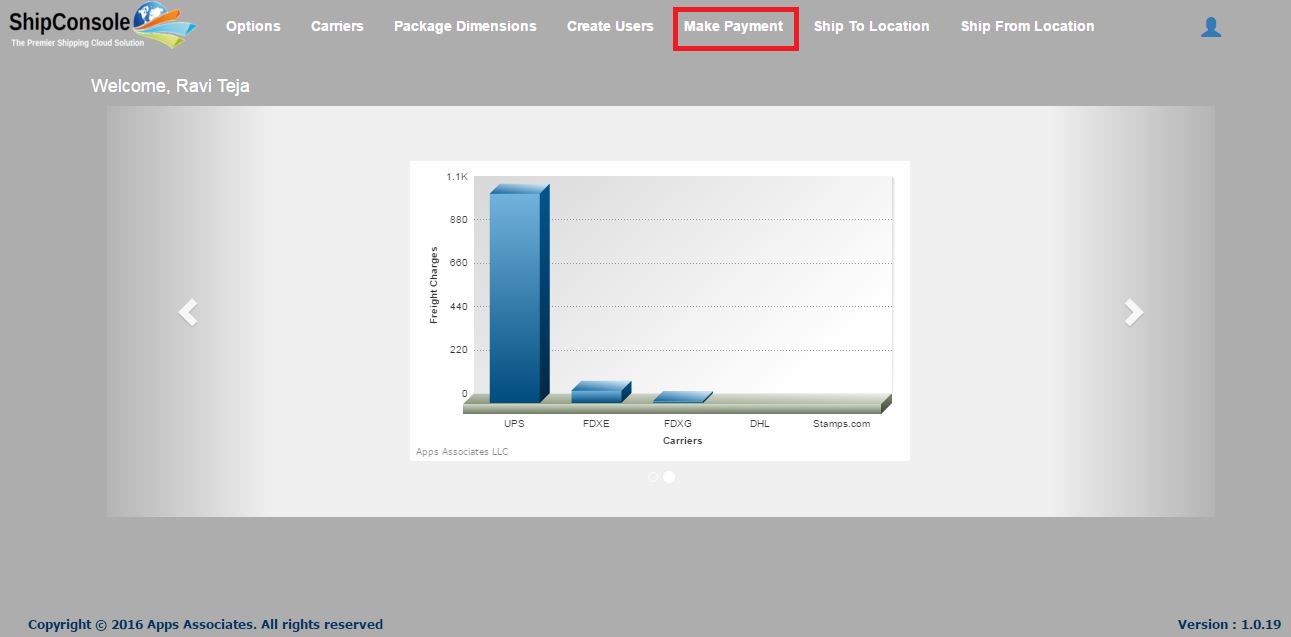 ShipConsole
The Premier Shipping Cloud Solution
Options Carriers Package Dimensions Create Users Make Payment Ship To Location Ship From Location
Welcome, Ravi Teja
1.1K
880
660
440
220
0
Freight Charges
UPS FDXE FDXG DHL Stamps.com
Carriers
Apps Associates LLC
Copyright © 2016 Apps Associates. All rights reserved Version : 1.0.19